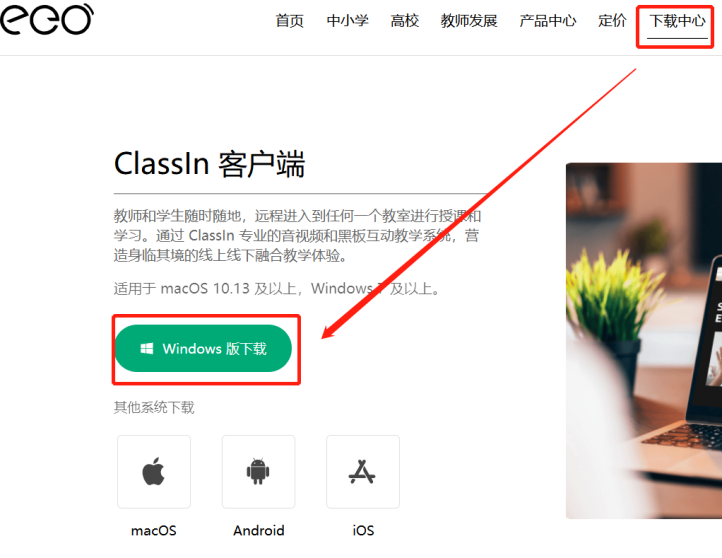 eeo
首页 中小学 高校 教师发展 产品中心 定价 下载中心
ClassIn 客户端
教师和学生随时随地，远程进入到任何一个教室进行授课和
学习。通过 ClassIn 专业的音视频和黑板互动教学系统，营
造身临其境的线上线下融合教学体验。
适用于 macOS 10.13 及以上，Windows 7 及以上。
Windows 版下载
其他系统下载
macOS Android iOS